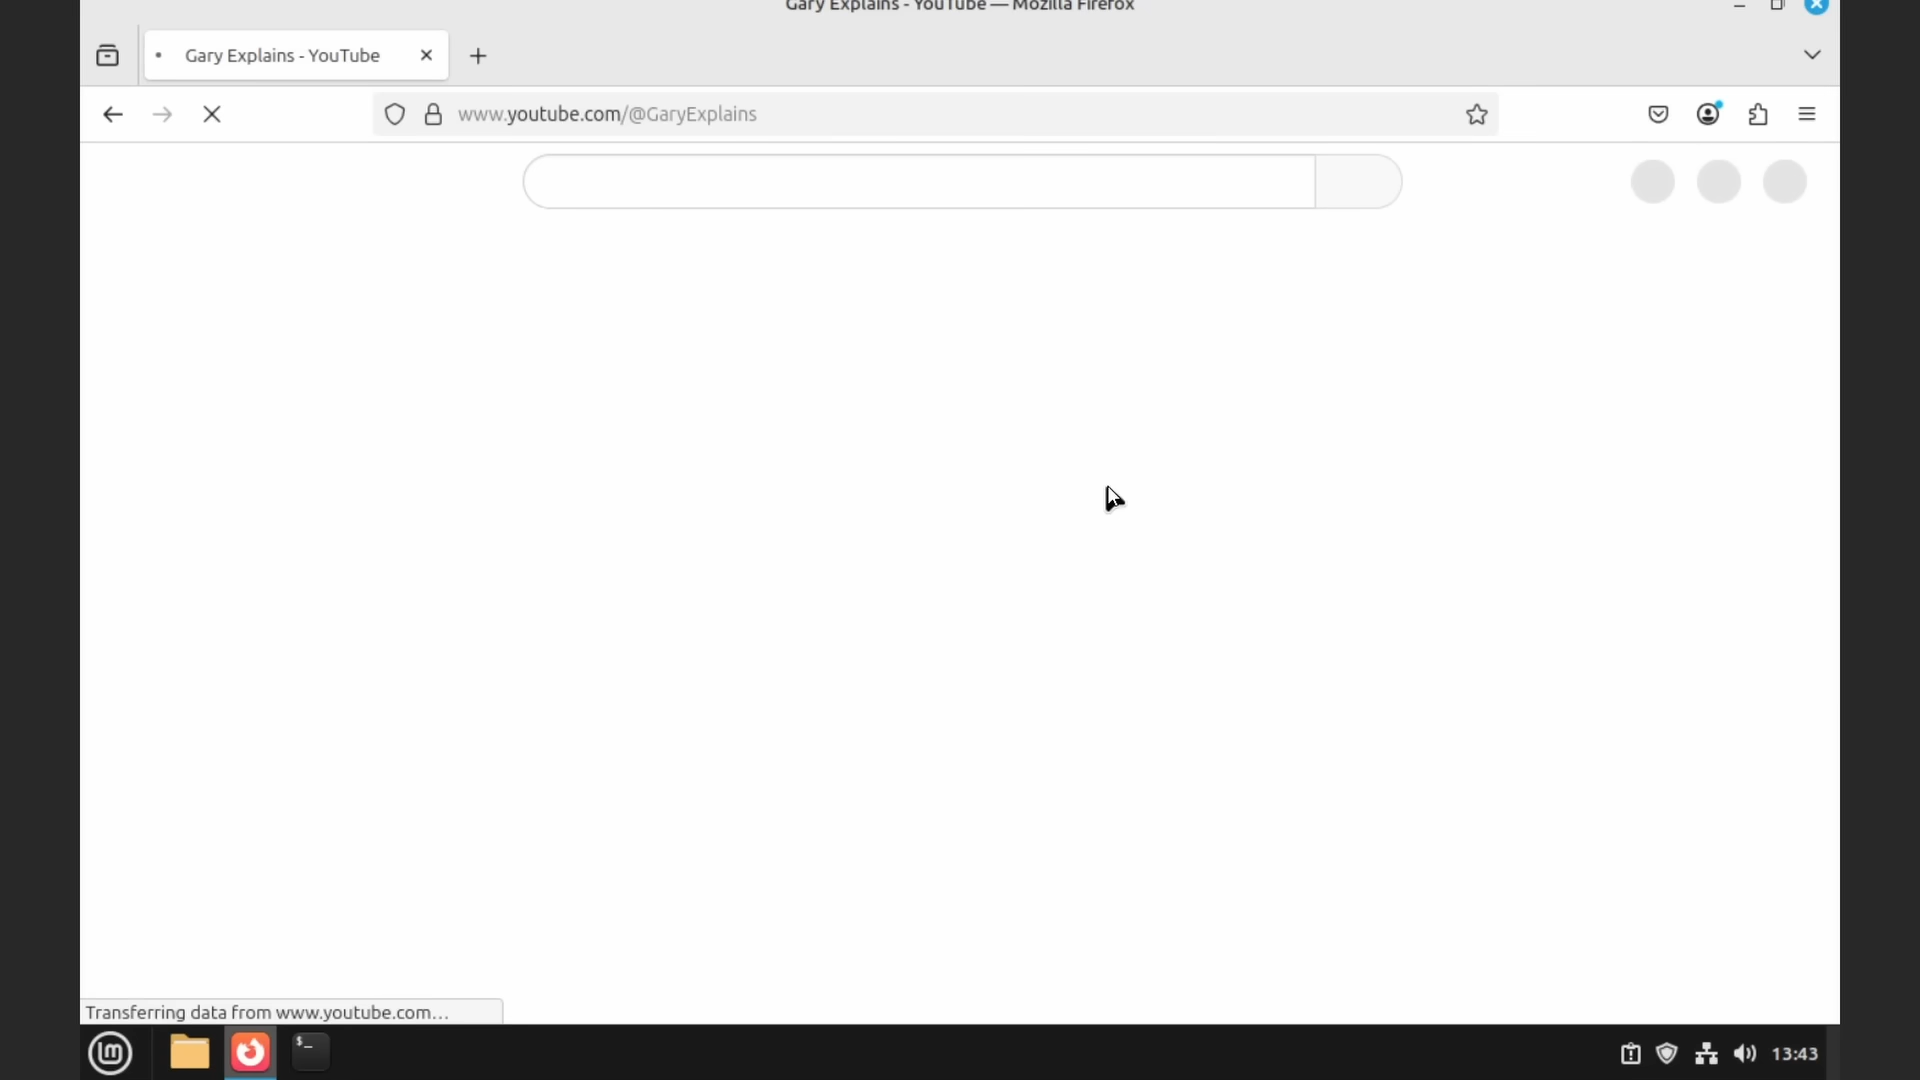 Gary Explains - YouTube — Mozilla Firefox
Gary Explains - YouTube
www.youtube.com/@GaryExplains
Transferring data from www.youtube.com…
$_
13:43